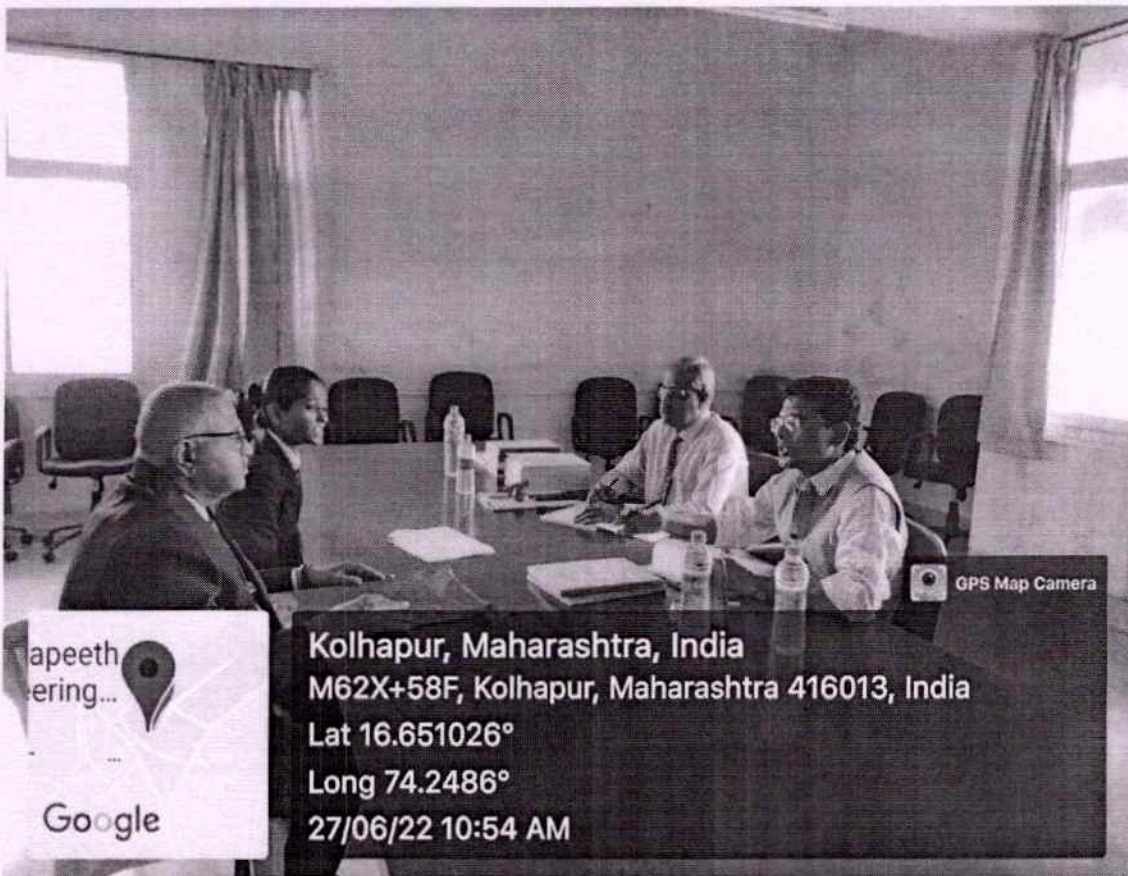 GPS Map Camera
apeeth
eering...
...
Google
Kolhapur, Maharashtra, India
M62X+58F, Kolhapur, Maharashtra 416013, India
Lat 16.651026°
Long 74.2486°
27/06/22 10:54 AM